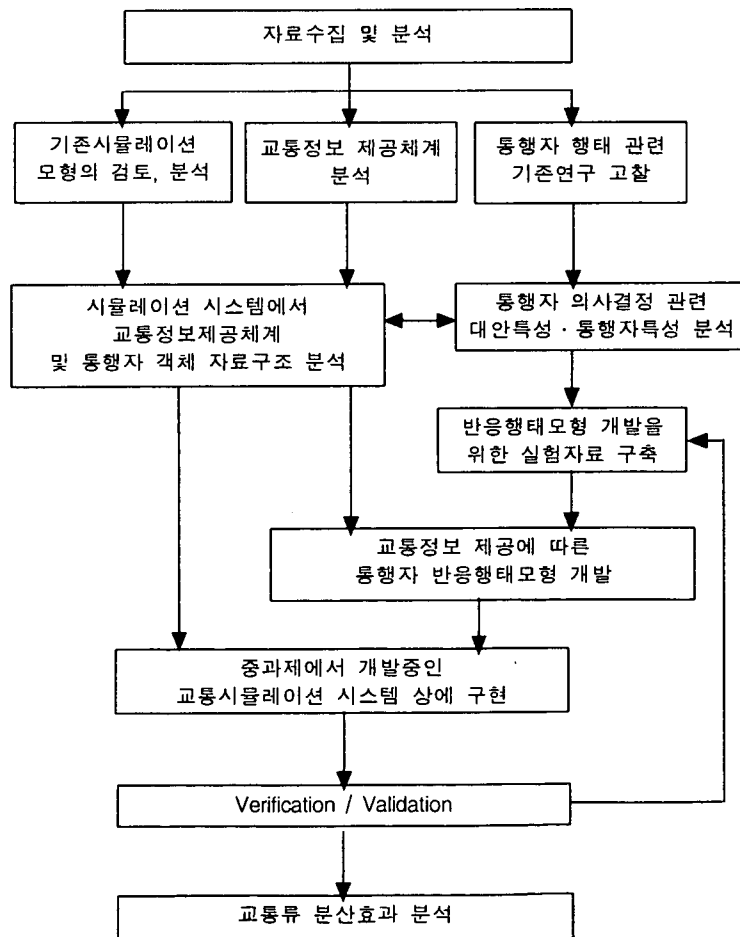 자료수집 및 분석
기존시뮬레이션
모형의 검토, 분석
교통정보 제공체계
분석
통행자 행태 관련
기존연구 고찰
시뮬레이션 시스템에서
교통정보제공체계
및 통행자 객체 자료구조 분석
통행자 의사결정 관련
대안특성 · 통행자특성 분석
반응행태모형 개발을
위한 실험자료 구축
교통정보 제공에 따른
통행자 반응행태모형 개발
중과제에서 개발중인
교통시뮬레이션 시스템 상에 구현
Verification / Validation
교통류 분산효과 분석